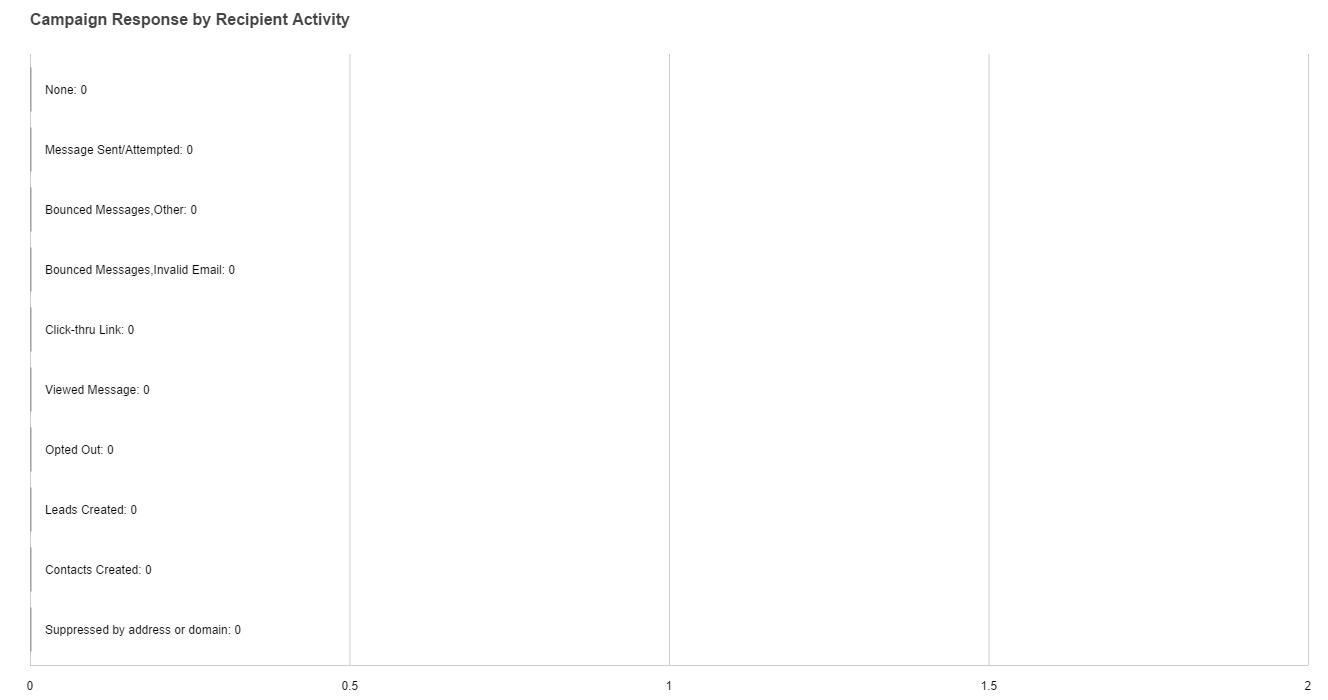 Campaign Response by Recipient Activity
None: 0
Message Sent/Attempted: 0
Bounced Messages,Other: 0
Bounced Messages,Invalid Email: 0
Click-thru Link: 0
Viewed Message: 0
Opted Out: 0
Leads Created: 0
Contacts Created: 0
Suppressed by address or domain: 0
0 0.5 1 1.5 2